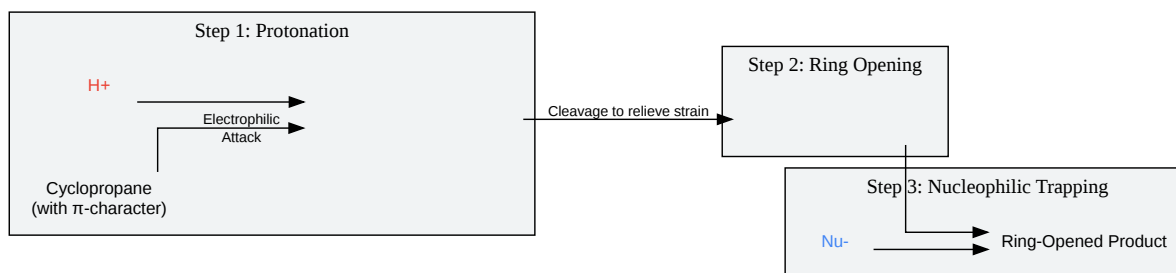 Step 1: Protonation
H+
Electrophilic
Attack
Cyclopropane
(with π-character)
Cleavage to relieve strain
Step 2: Ring Opening
Step 3: Nucleophilic Trapping
Nu-
Ring-Opened Product